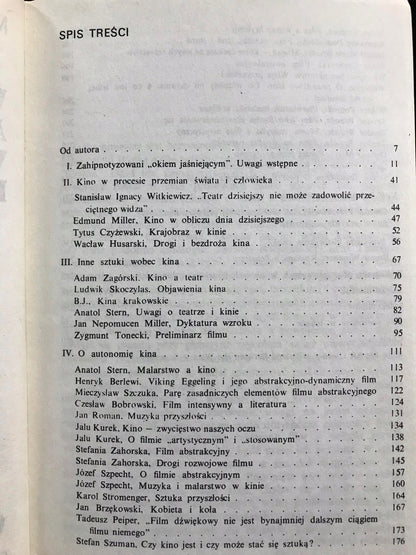 SPIS TREŚCI
Od autora . . . . . . . . . . 7
I. Zahipnotyzowani „okiem jaśniejącym". Uwagi wstępne . . . 11
II. Kino w procesie przemian świata i człowieka . . . . . 41
Stanisław Ignacy Witkiewicz, „Teatr dzisiejszy nie może zadowolić prze-
ciętnego widza" . . . . . . . . . . 44
Edmund Miller, Kino w obliczu dnia dzisiejszego . . . . . 47
Tytus Czyżewski, Krajobraz w kinie . . . . . . . 52
Wacław Husarski, Drogi i bezdroża kina . . . . . . 56
III. Inne sztuki wobec kina . . . . . . . . 67
Adam Zagórski, Kino a teatr . . . . . . . . 70
Ludwik Skoczylas, Objawienia kina . . . . . . . 75
B.J., Kina krakowskie . . . . . . . . . 79
Anatol Stern, Uwagi o teatrze i kinie . . . . . . . 82
Jan Nepomucen Miller, Dyktatura wzroku . . . . . . 90
Zygmunt Tonecki, Preliminarz filmu . . . . . . . 95
IV. O autonomię kina . . . . . . . . . 111
Anatol Stern, Malarstwo a kino . . . . . . . . 113
Henryk Berlewi, Viking Eggeling i jego abstrakcyjno-dynamiczny film 117
Mieczysław Szczuka, Parę zasadniczych elementów filmu abstrakcyjnego 122
Czesław Bobrowski, Film intensywny a literatura . . . . . 124
Jan Roman, Muzyka przyszłości . . . . . . . . 131
Jalu Kurek, Kino — zwycięstwo naszych oczu . . . . . 134
Jalu Kurek, O filmie „artystycznym" i „stosowanym" . . . . 138
Stefania Zahorska, Film abstrakcyjny . . . . . . . 142
Stefania Zahorska, Drogi rozwojowe filmu . . . . . . 145
Józef Szpecht, O filmie abstrakcyjnym . . . . . . . 157
Józef Szpecht, Muzyka i malarstwo w kinie . . . . . . 160
Karol Stromenger, Sztuka przyszłości . . . . . . . 164
Jan Brzękowski, Kobieta i koła . . . . . . . . 167
Tadeusz Peiper, „Film dźwiękowy nie jest bynajmniej dalszym ciągiem
filmu niemego" . . . . . . . . . . 173
Stefan Szuman, Czy kino jest i czy może stać się sztuką? . . . 176